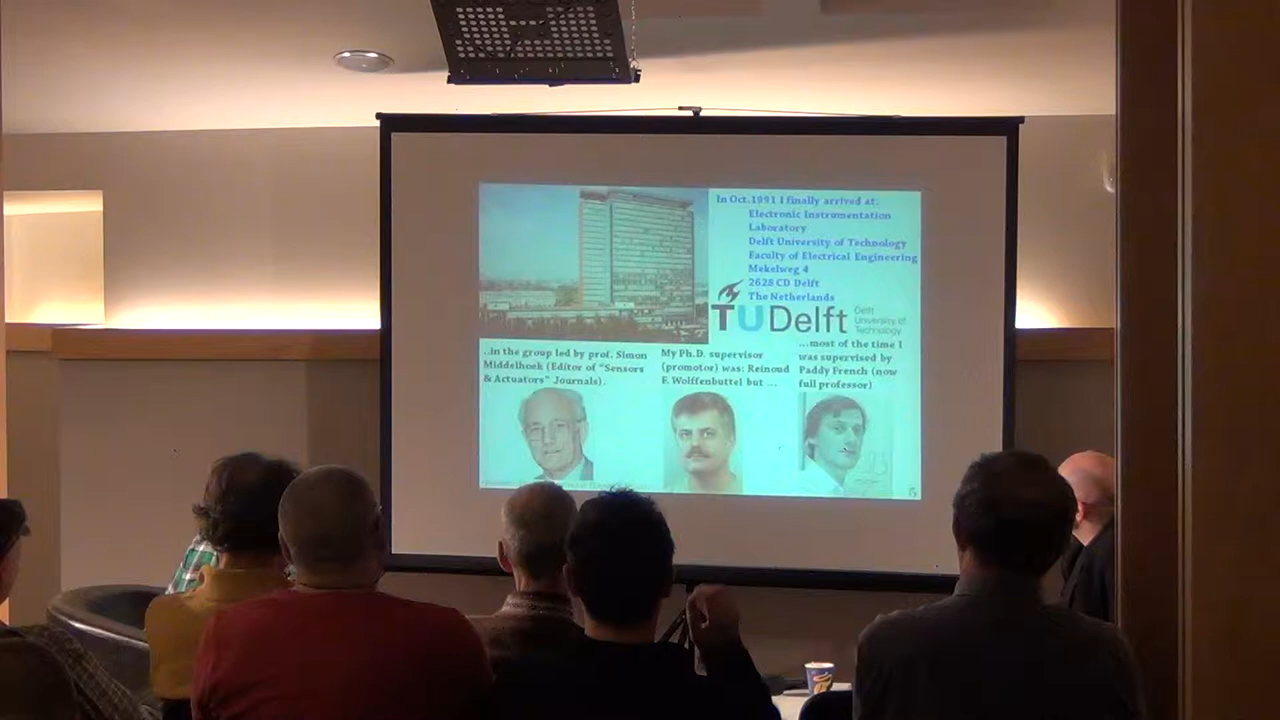 In Oct.1991 I finally arrived at:
Electronic Instrumentation
Laboratory
Delft University of Technology
Faculty of Electrical Engineering
Mekelweg 4
2628 CD Delft
The Netherlands
TUDelft
Delft
University of
Technology
..in the group led by prof. Simon
Middelhoek (Editor of "Sensors
& Actuators" Journals).
My Ph.D. supervisor
(promotor) was: Reinoud
F. Wolffenbuttel but ...
...most of the time I
was supervised by
Paddy French (now
full professor)